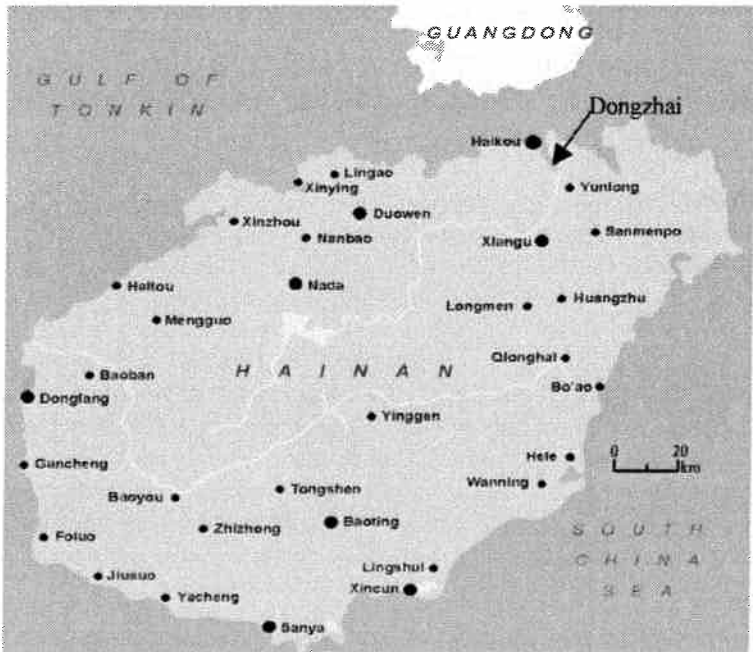 GUANGDONG
GULF OF
TONKIN
Dongzhai
Haikou
Lingao
Xinying
Yunlong
Duowen
Xinzhou
Nanbao
Sanmenpo
Xiangu
Haitou
Nada
Longmen
Huangzhu
Mengguo
Qionghai
HAINAN
Baoban
Bo'ao
Dongfang
Yinggen
Gancheng
Hele
0 20
km
Wanning
Baoyou
Tongshen
Zhizhong
Baoting
Foluo
SOUTH
CHINA
SEA
Jiusuo
Lingshui
Xincun
Yacheng
Sanya